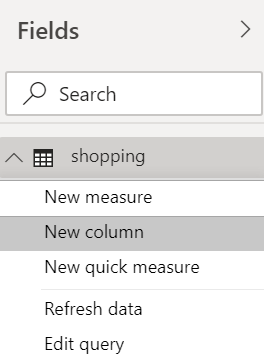 Fields
Search
shopping
New measure
New column
New quick measure
Refresh data
Edit query